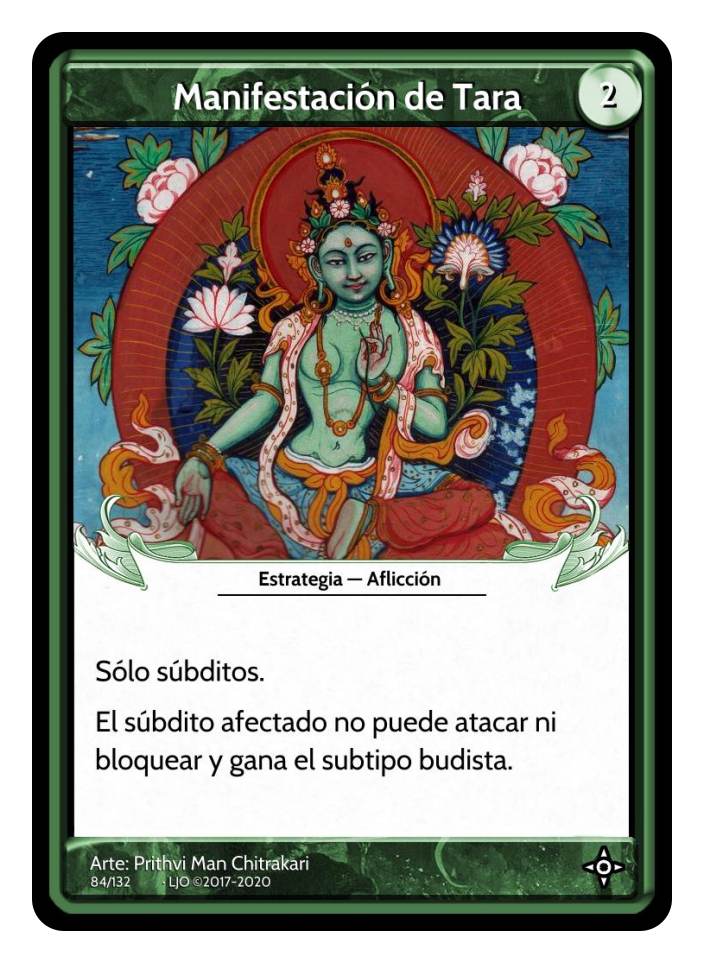 Manifestación de Tara
2
Estrategia — Aflicción
Sólo súbditos.
El súbdito afectado no puede atacar ni
bloquear y gana el subtipo budista.
Arte: Prithvi Man Chitrakari
84/132 · LJO ©2017-2020